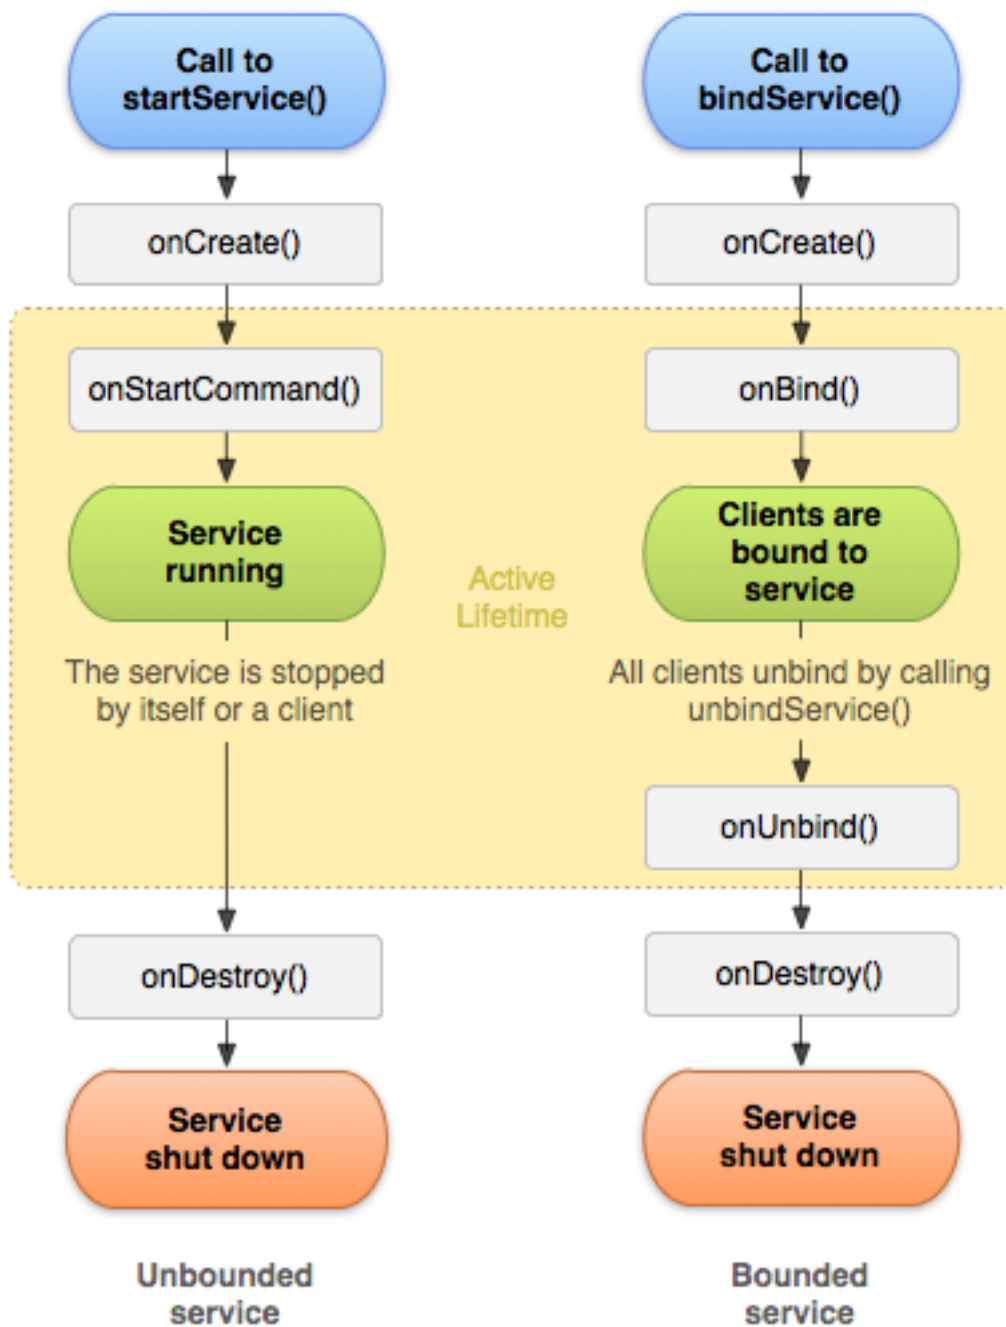 Call to
startService()
onCreate()
onStartCommand()
Service
running
The service is stopped
by itself or a client
onDestroy()
Service
shut down
Unbounded
service
Active
Lifetime
Call to
bindService()
onCreate()
onBind()
Clients are
bound to
service
All clients unbind by calling
unbindService()
onUnbind()
onDestroy()
Service
shut down
Bounded
service